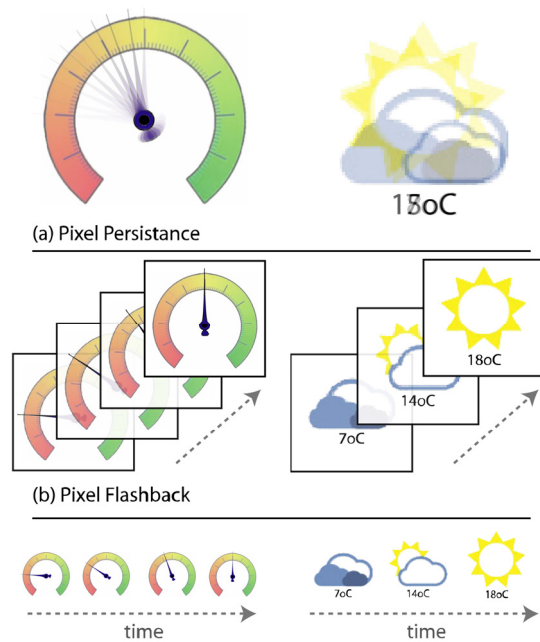 (a) Pixel Persistance
18oC
14oC
7oC
(b) Pixel Flashback
7oC
14oC
18oC
time
time